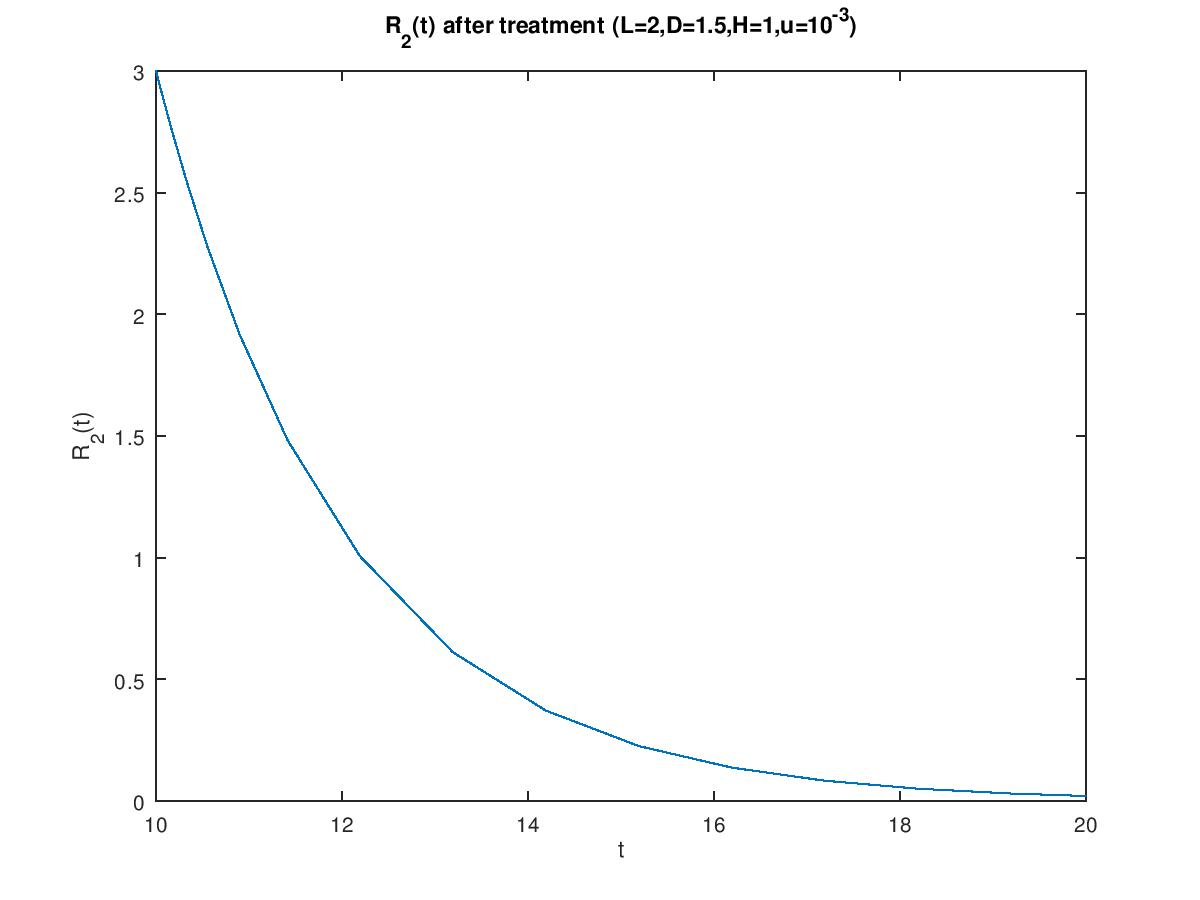 R_2(t) after treatment (L=2,D=1.5,H=1,u=10^-3)
3
2.5
2
1.5
1
0.5
0
R_2(t)
10 12 14 16 18 20
t